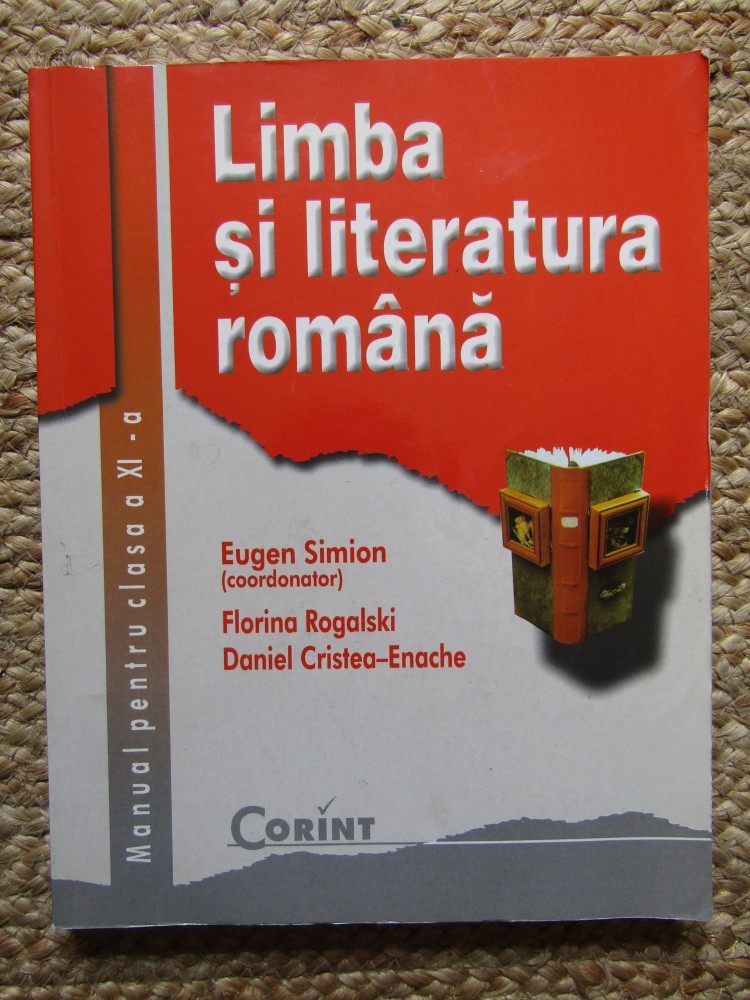 Limba
și literatura
română
Eugen Simion
(coordonator)
Florina Rogalski
Daniel Cristea–Enache
Manual pentru clasa a XI - a
CORINT